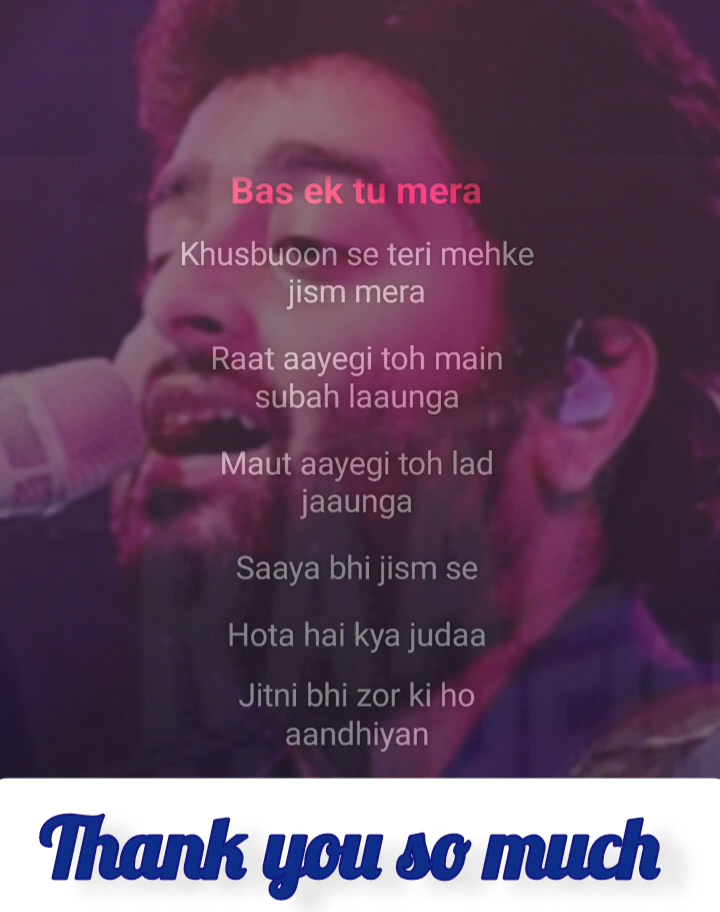 Bas ek tu mera
Khusbuoon se teri mehke
jism mera
Raat aayegi toh main
subah laaunga
Maut aayegi toh lad
jaaunga
Saaya bhi jism se
Hota hai kya judaa
Jitni bhi zor ki ho
aandhiyan
Thank you so much